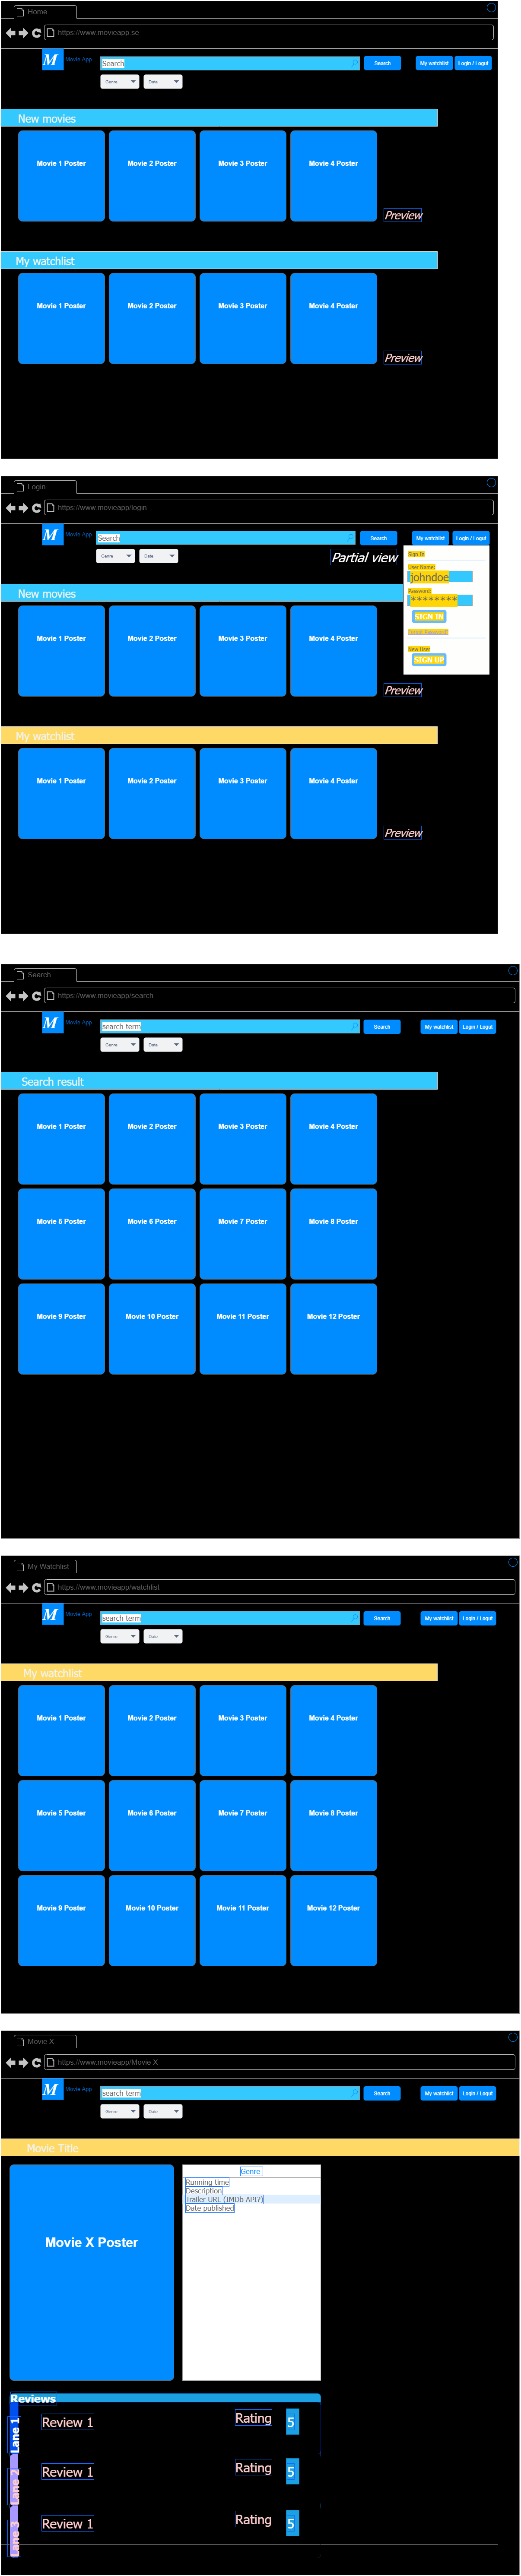 Home
https://www.movieapp.se
M Movie App Search Search My watchlist Login / Logut
Genre Date
New movies
Movie 1 Poster Movie 2 Poster Movie 3 Poster Movie 4 Poster
Preview
My watchlist
Movie 1 Poster Movie 2 Poster Movie 3 Poster Movie 4 Poster
Preview
Login
https://www.movieapp/login
M Movie App Search Search My watchlist Login / Logut
Genre Date Partial view
Sign In
User Name:
johndoe
Password:
********
SIGN IN
New User
SIGN UP
New movies
Movie 1 Poster Movie 2 Poster Movie 3 Poster Movie 4 Poster
Preview
My watchlist
Movie 1 Poster Movie 2 Poster Movie 3 Poster Movie 4 Poster
Preview
Search
https://www.movieapp/search
M Movie App search term Search My watchlist Login / Logut
Genre Date
Search result
Movie 1 Poster Movie 2 Poster Movie 3 Poster Movie 4 Poster
Movie 5 Poster Movie 6 Poster Movie 7 Poster Movie 8 Poster
Movie 9 Poster Movie 10 Poster Movie 11 Poster Movie 12 Poster
My Watchlist
https://www.movieapp/watchlist
M Movie App search term Search My watchlist Login / Logut
Genre Date
My watchlist
Movie 1 Poster Movie 2 Poster Movie 3 Poster Movie 4 Poster
Movie 5 Poster Movie 6 Poster Movie 7 Poster Movie 8 Poster
Movie 9 Poster Movie 10 Poster Movie 11 Poster Movie 12 Poster
Movie X
https://www.movieapp/Movie X
M Movie App search term Search My watchlist Login / Logut
Genre Date
Movie Title
Movie X Poster
Genre
Running time
Description
Trailer URL (IMDb API?)
Date published
Reviews
Lane 1 Review 1 Rating 5
Lane 2 Review 1 Rating 5
Lane 3 Review 1 Rating 5